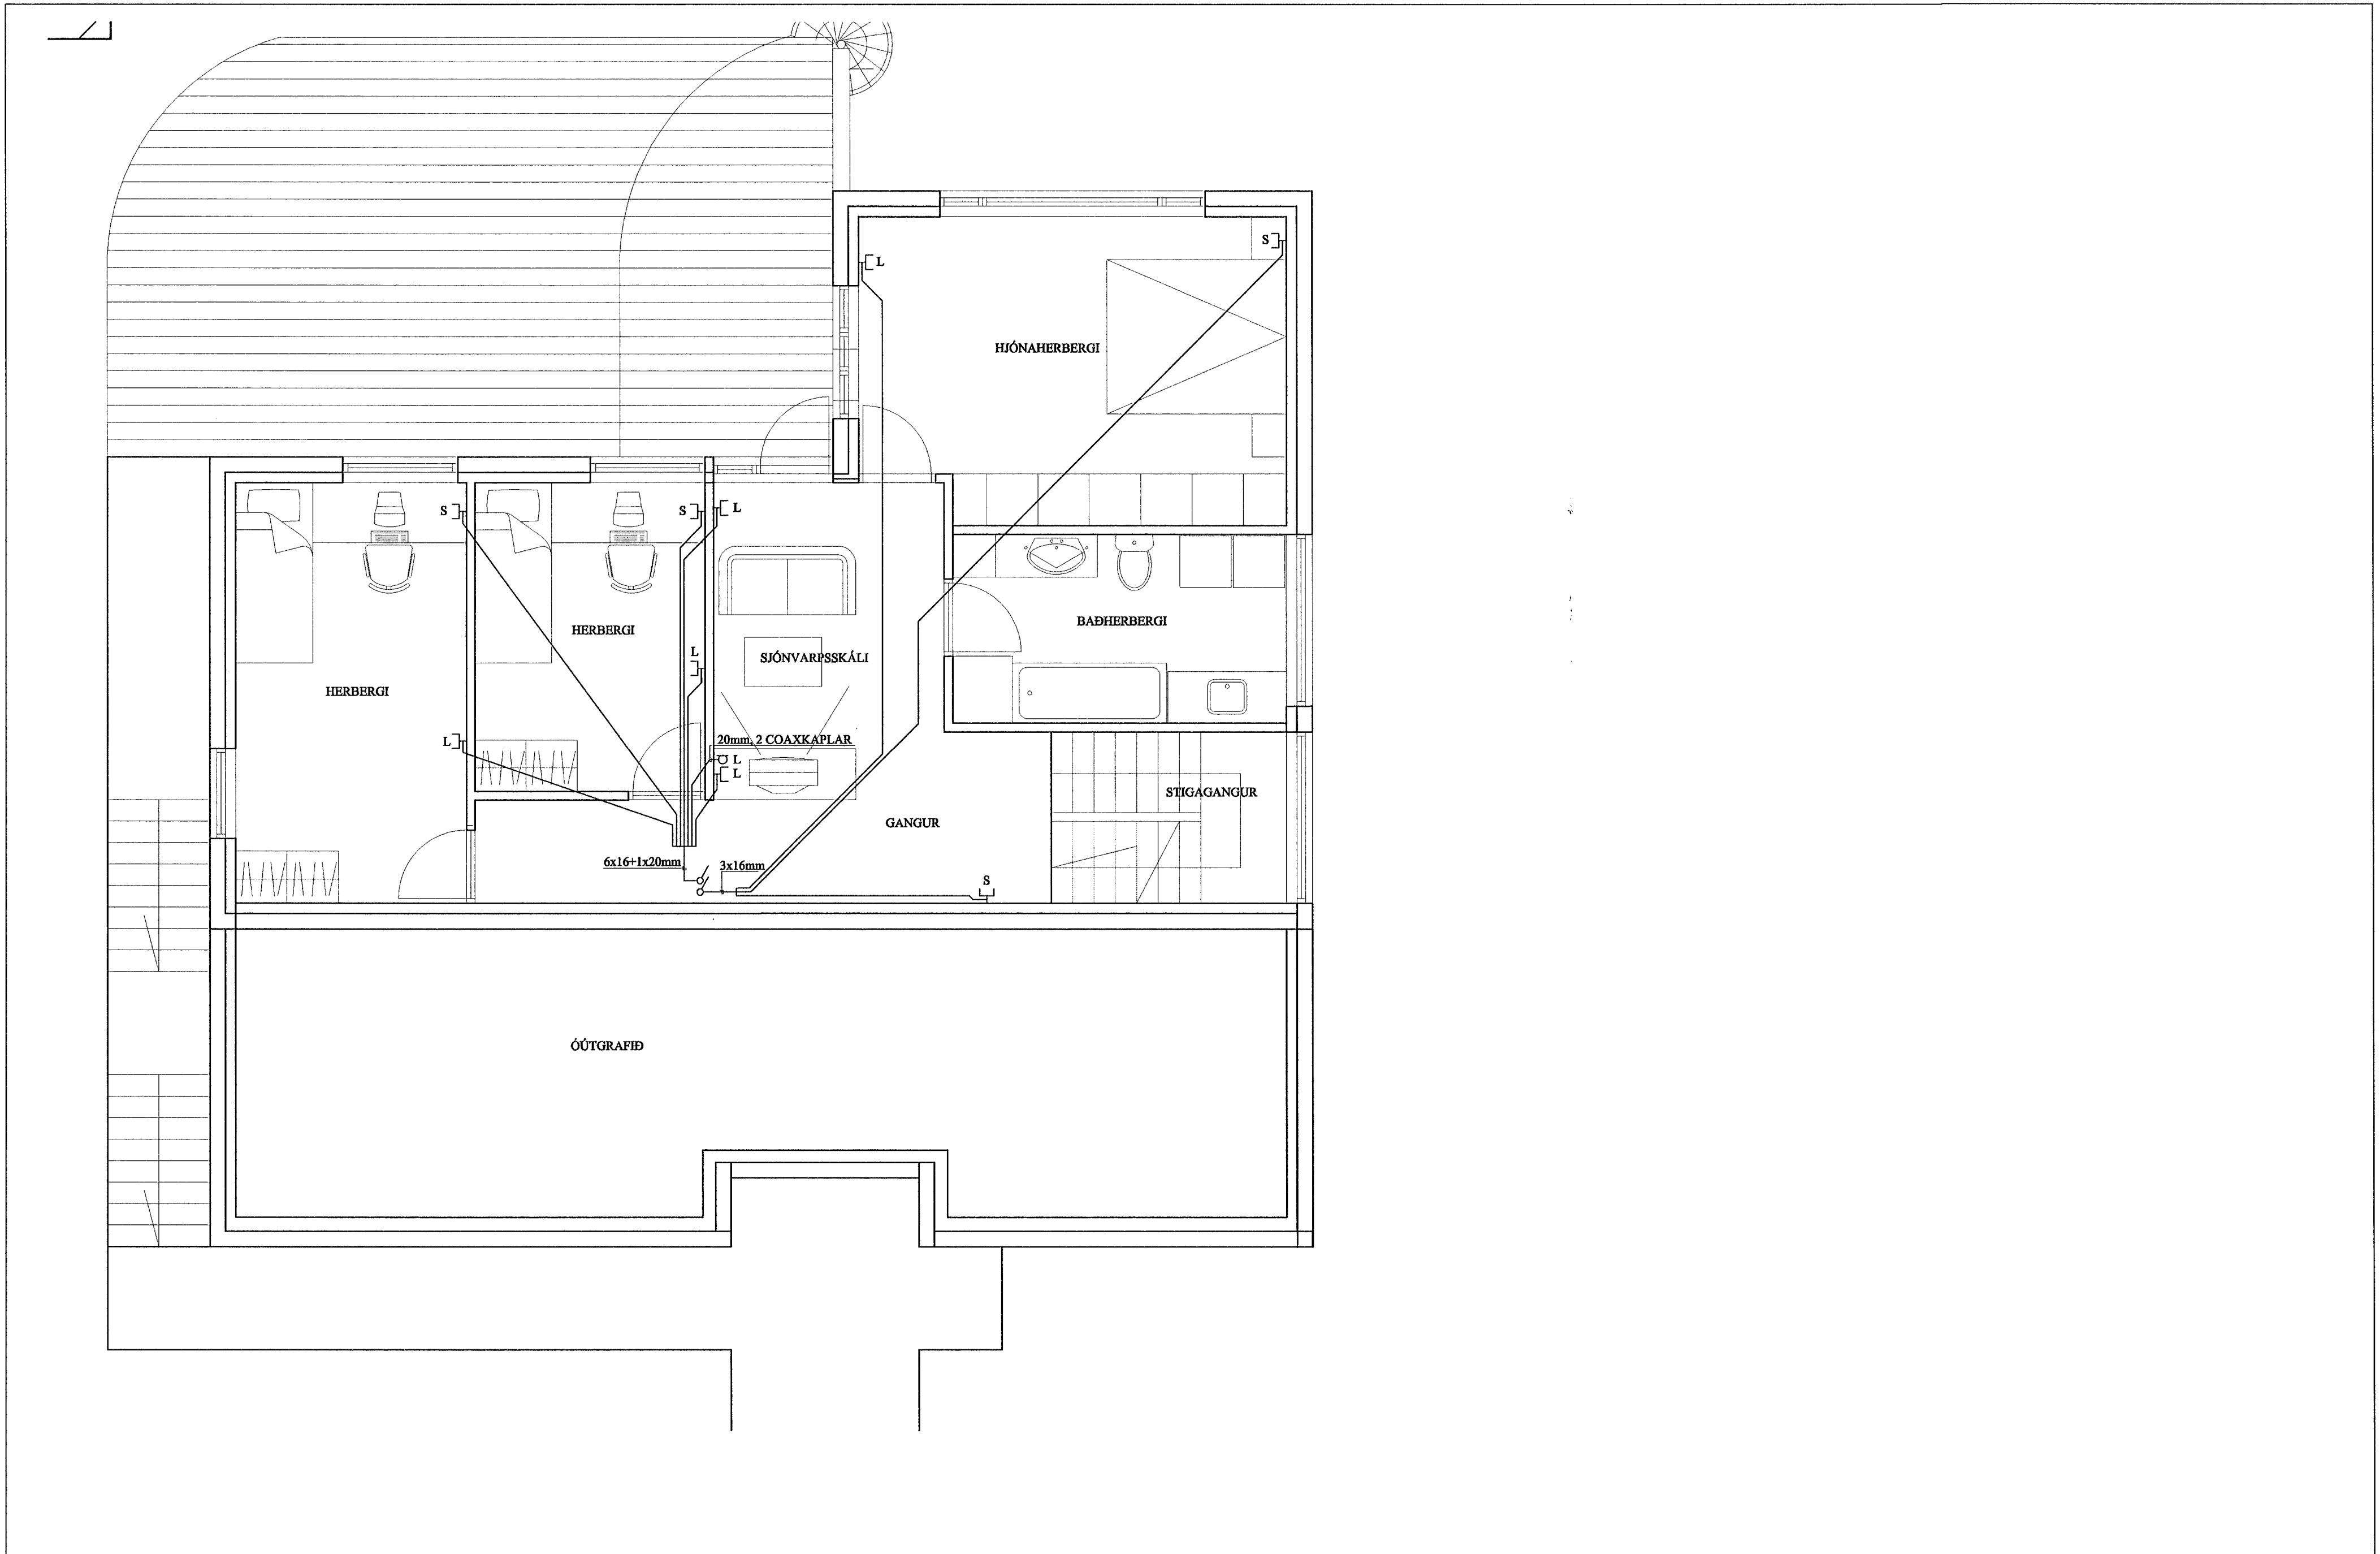 S
L
HJÓNAHERBERGI
S
S
L
HERBERGI
BAÐHERBERGI
L
SJÓNVARPSSKÁLI
HERBERGI
L
20mm, 2 COAXKAPLAR
L
L
STIGAGANGUR
GANGUR
6x16+1x20mm
3x16mm
S
ÓÚTGRAFIÐ